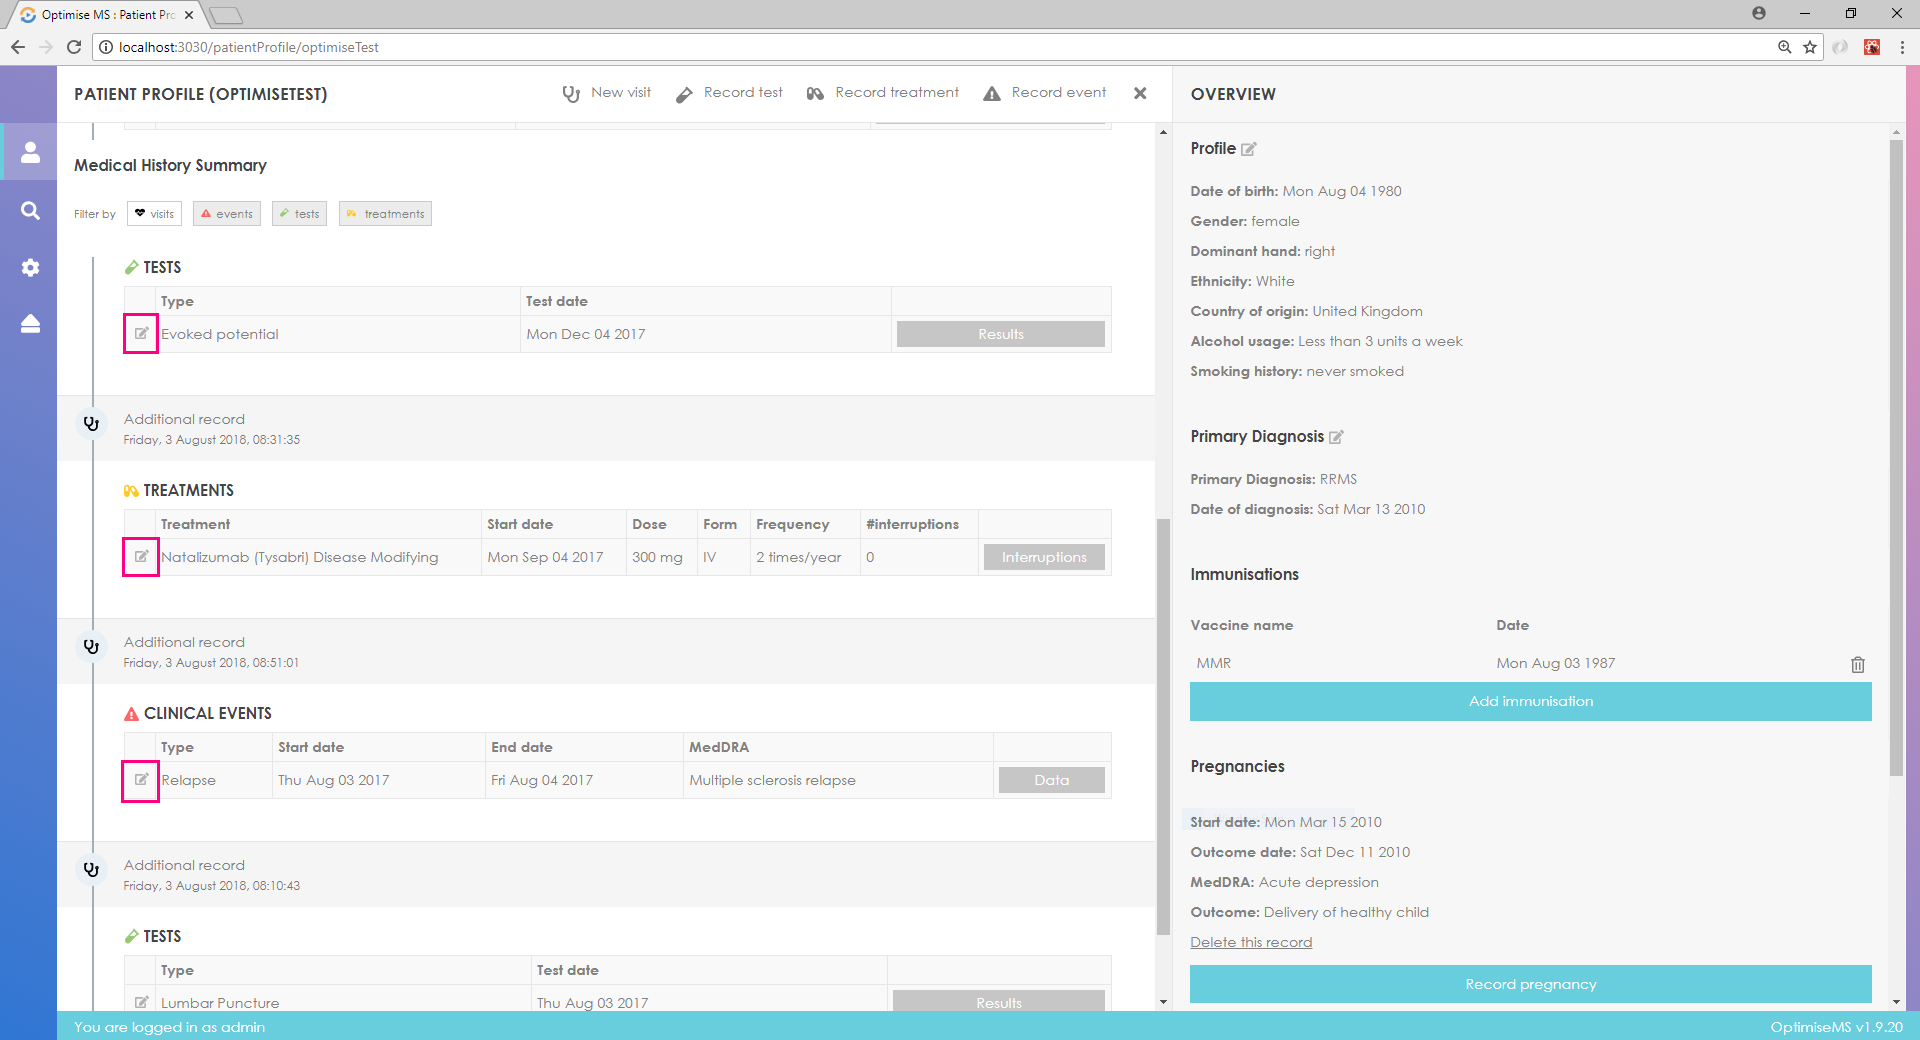 Optimise MS : Patient Pro
localhost:3030/patientProfile/optimiseTest
PATIENT PROFILE (OPTIMISETEST)
New visit
Record test
Record treatment
Record event
Medical History Summary
Filter by
visits
events
tests
treatments
TESTS
Type Test date
Evoked potential Mon Dec 04 2017 Results
Additional record
Friday, 3 August 2018, 08:31:35
TREATMENTS
Treatment Start date Dose Form Frequency #interruptions
Natalizumab (Tysabri) Disease Modifying Mon Sep 04 2017 300 mg IV 2 times/year 0 Interruptions
Additional record
Friday, 3 August 2018, 08:51:01
CLINICAL EVENTS
Type Start date End date MedDRA
Relapse Thu Aug 03 2017 Fri Aug 04 2017 Multiple sclerosis relapse Data
Additional record
Friday, 3 August 2018, 08:10:43
TESTS
Type Test date
Lumbar Puncture Thu Aug 03 2017 Results
OVERVIEW
Profile
Date of birth: Mon Aug 04 1980
Gender: female
Dominant hand: right
Ethnicity: White
Country of origin: United Kingdom
Alcohol usage: Less than 3 units a week
Smoking history: never smoked
Primary Diagnosis
Primary Diagnosis: RRMS
Date of diagnosis: Sat Mar 13 2010
Immunisations
Vaccine name Date
MMR Mon Aug 03 1987
Add immunisation
Pregnancies
Start date: Mon Mar 15 2010
Outcome date: Sat Dec 11 2010
MedDRA: Acute depression
Outcome: Delivery of healthy child
Delete this record
Record pregnancy
You are logged in as admin
OptimiseMS v1.9.20